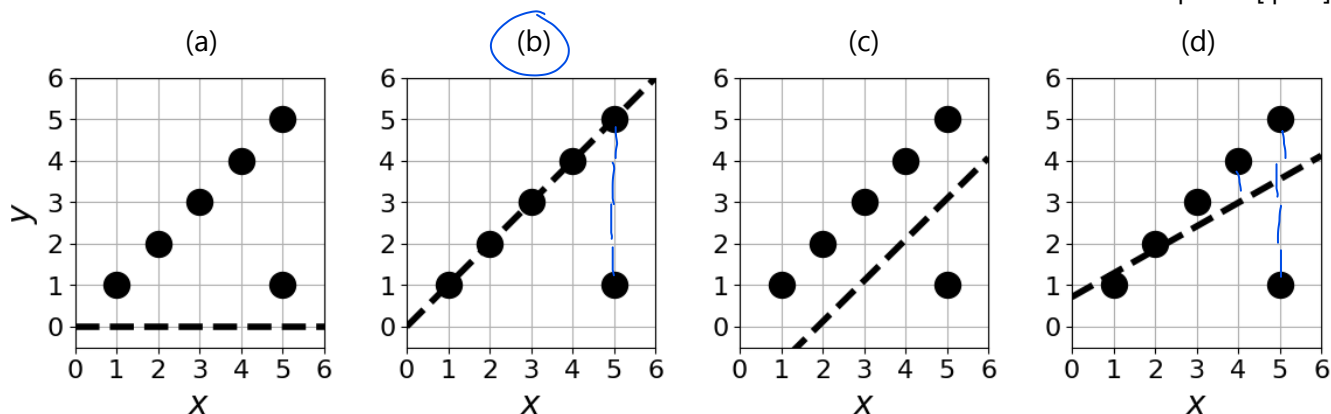 (a) (b) (c) (d)
6 6 6 6
5 5 5 5
4 4 4 4
3 3 3 3
2 2 2 2
1 1 1 1
0 0 0 0
y
0 1 2 3 4 5 6 0 1 2 3 4 5 6 0 1 2 3 4 5 6 0 1 2 3 4 5 6
x x x x